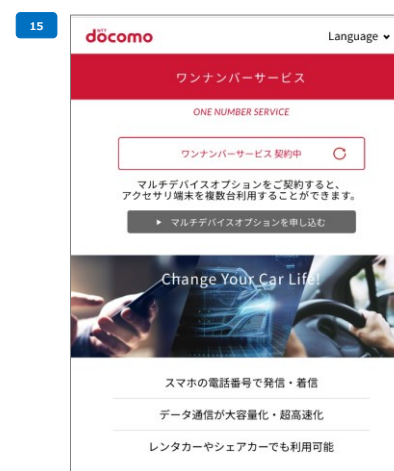 15
NTT
döcomo
Language
ワンナンバーサービス
ONE NUMBER SERVICE
ワンナンバーサービス 契約中
マルチデバイスオプションをご契約すると、
アクセサリ端末を複数台利用することができます。
マルチデバイスオプションを申し込む
Change Your Car Life!
スマホの電話番号で発信・着信
データ通信が大容量化・超高速化
レンタカーやシェアカーでも利用可能